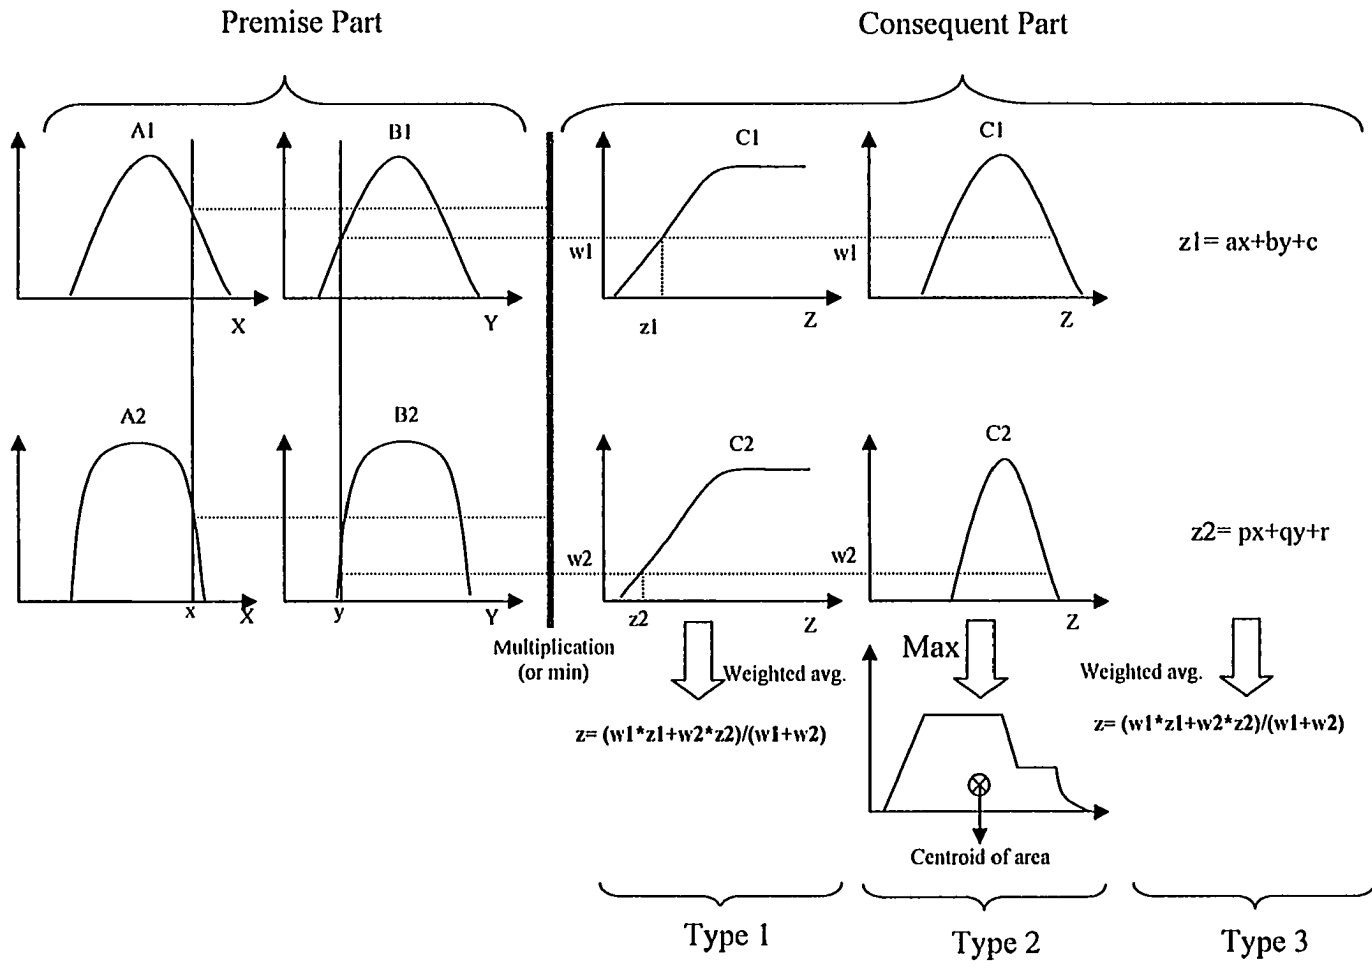 Premise Part
Consequent Part
A1
B1
C1
C1
w1
w1
z1= ax+by+c
X
Y
z1
Z
Z
A2
B2
C2
C2
w2
w2
z2= px+qy+r
x
X
y
Y
z2
Z
Z
Multiplication
(or min)
Weighted avg.
Max
Weighted avg.
z= (w1*z1+w2*z2)/(w1+w2)
z= (w1*z1+w2*z2)/(w1+w2)
Centroid of area
Type 1
Type 2
Type 3